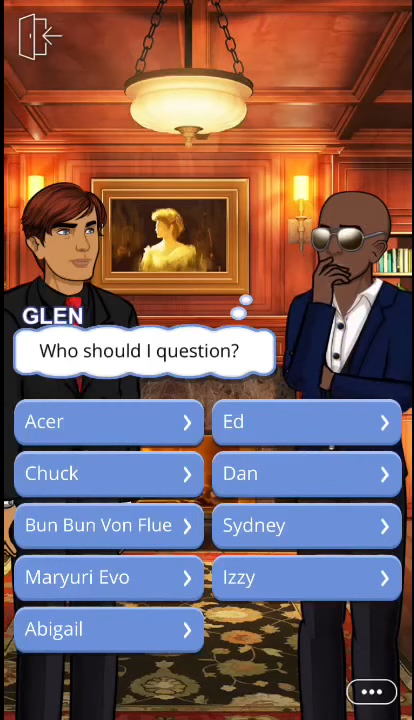 GLEN
Who should I question?
Acer
Ed
Chuck
Dan
Bun Bun Von Flue
Sydney
Maryuri Evo
Izzy
Abigail